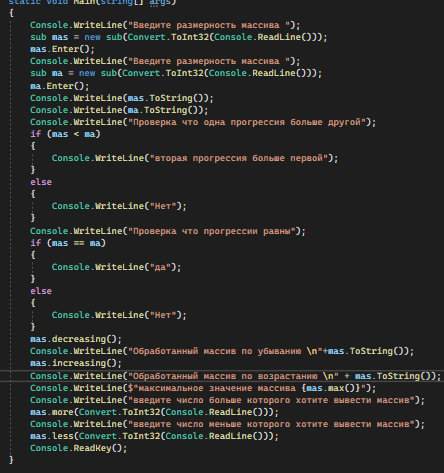 static void Main(string[] args)
{
Console.WriteLine("Введите размерность массива ");
sub mas = new sub(Convert.ToInt32(Console.ReadLine()));
mas.Enter();
Console.WriteLine("Введите размерность массива ");
sub ma = new sub(Convert.ToInt32(Console.ReadLine()));
ma.Enter();
Console.WriteLine(mas.ToString());
Console.WriteLine(ma.ToString());
Console.WriteLine("Проверка что одна прогрессия больше другой");
if (mas < ma)
{
Console.WriteLine("вторая прогрессия больше первой");
}
else
{
Console.WriteLine("Нет");
}
Console.WriteLine("Проверка что прогрессии равны");
if (mas == ma)
{
Console.WriteLine("да");
}
else
{
Console.WriteLine("Нет");
}
mas.decreasing();
Console.WriteLine("Обработанный массив по убыванию \n"+mas.ToString());
mas.increasing();
Console.WriteLine("Обработанный массив по возрастанию \n" + mas.ToString());
Console.WriteLine($"максимальное значение массива {mas.max()}");
Console.WriteLine("введите число больше которого хотите вывести массив");
mas.more(Convert.ToInt32(Console.ReadLine()));
Console.WriteLine("введите число меньше которого хотите вывести массив");
mas.less(Convert.ToInt32(Console.ReadLine()));
Console.ReadKey();
}